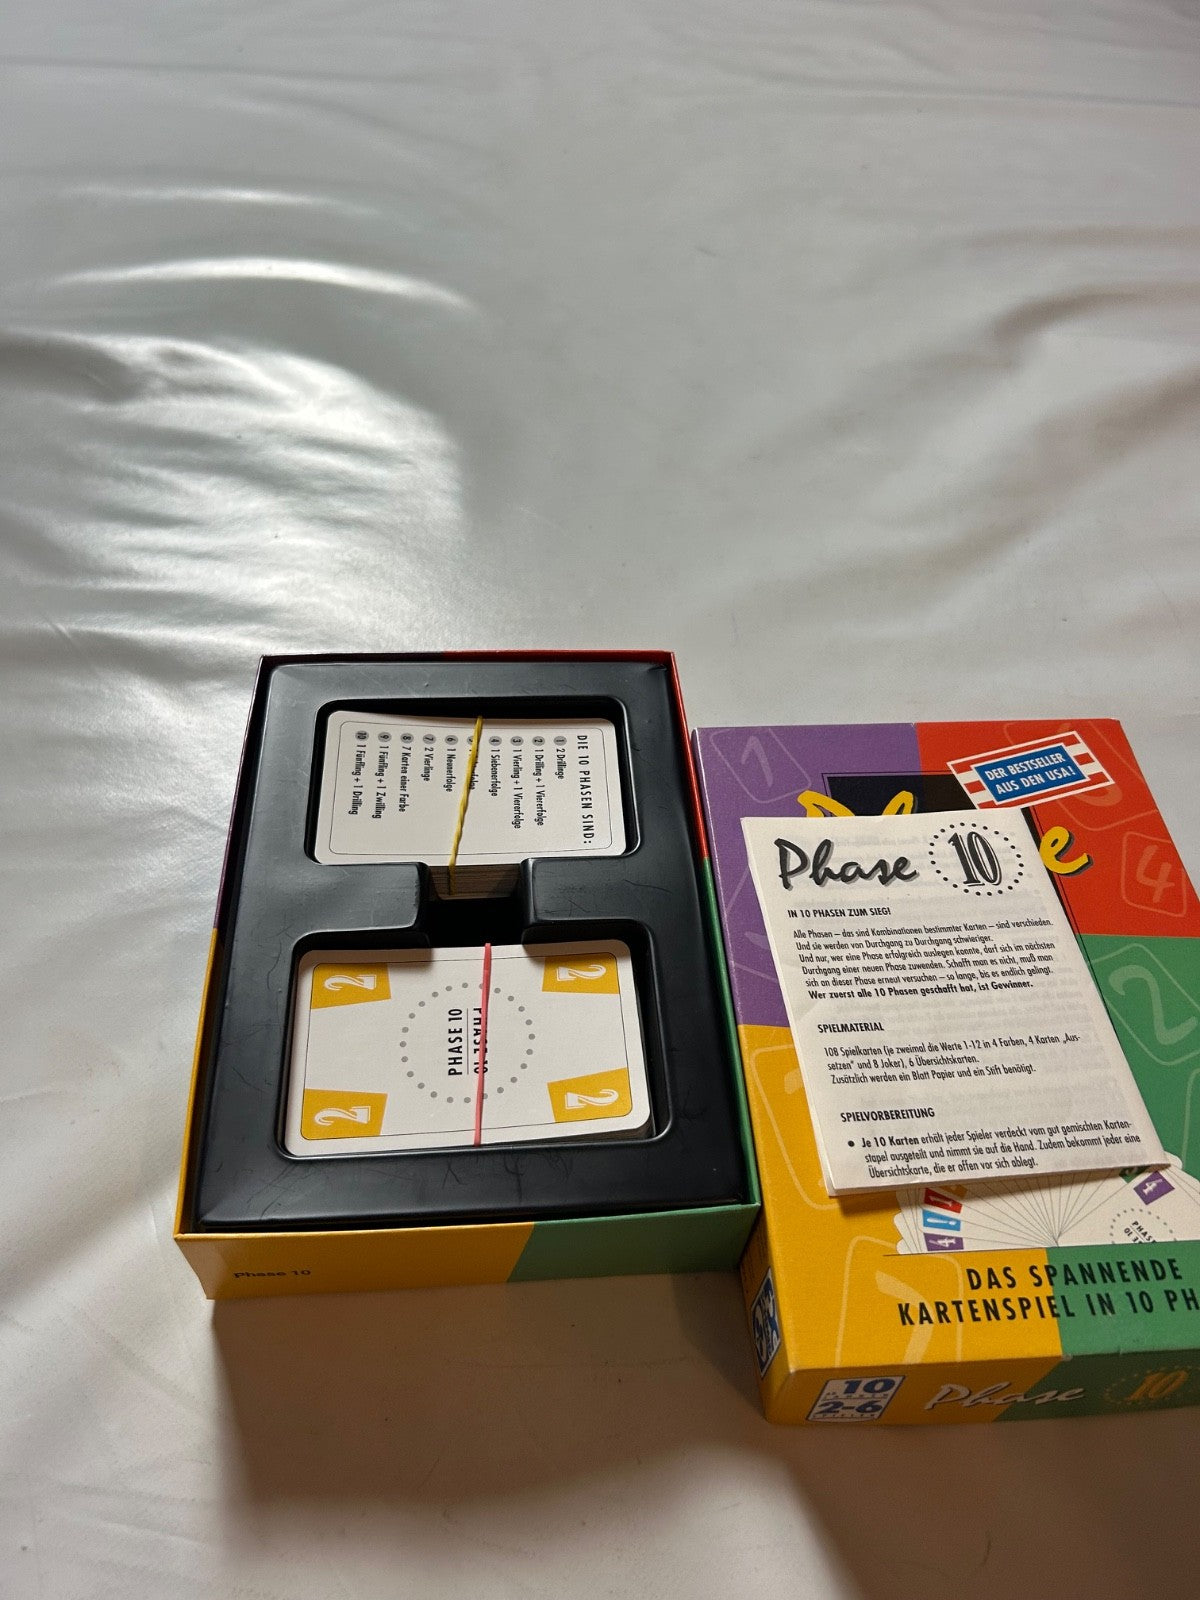 DIE 10 PHASEN SIND:
1 2 Drillinge
2 1 Drilling + 1 Viererfolge
3 1 Vierling + 1 Viererfolge
4 1 Siebenerfolge
5
6 1 Neunerfolge
7 2 Vierlinge
8 7 Karten einer Farbe
9 1 Fünfling + 1 Zwilling
10 1 Fünfling + 1 Drilling
2
2
PHASE 10
PHASE 10
2
2
Phase 10
DER BESTSELLER
AUS DEN USA!
1
4
2
e
Phase 10
IN 10 PHASEN ZUM SIEG!
Alle Phasen – das sind Kombinationen bestimmter Karten – sind verschieden.
Und sie werden von Durchgang zu Durchgang schwieriger.
Und nur, wer eine Phase erfolgreich auslegen konnte, darf sich im nächsten
Durchgang einer neuen Phase zuwenden. Schafft man es nicht, muß man
sich an dieser Phase erneut versuchen – so lange, bis es endlich gelingt.
Wer zuerst alle 10 Phasen geschafft hat, ist Gewinner.
SPIELMATERIAL
108 Spielkarten (je zweimal die Werte 1-12 in 4 Farben, 4 Karten „Aus-
setzen" und 8 Joker), 6 Übersichtskarten.
Zusätzlich werden ein Blatt Papier und ein Stift benötigt.
SPIELVORBEREITUNG
● Je 10 Karten erhält jeder Spieler verdeckt vom gut gemischten Karten-
stapel ausgeteilt und nimmt sie auf die Hand. Zudem bekommt jeder eine
Übersichtskarte, die er offen vor sich ablegt.
4
4
DAS SPANNENDE
KARTENSPIEL IN 10 PH
10
2-6
SPIELER
Phase 10